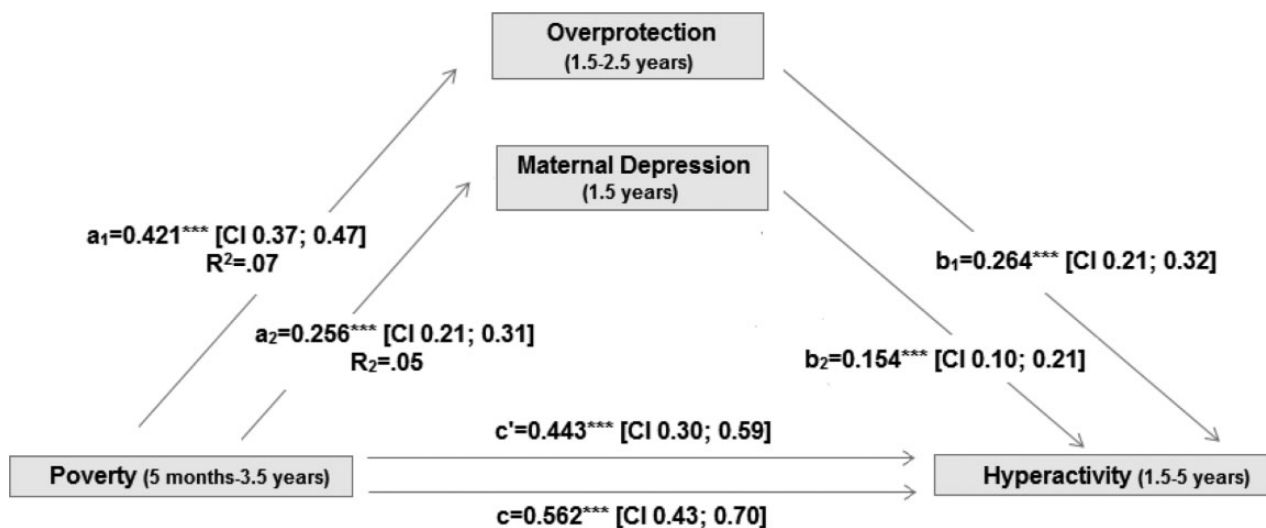 Overprotection
(1.5-2.5 years)
Maternal Depression
(1.5 years)
a₁=0.421*** [CI 0.37; 0.47]
R²=.07
b₁=0.264*** [CI 0.21; 0.32]
a₂=0.256*** [CI 0.21; 0.31]
R₂=.05
b₂=0.154*** [CI 0.10; 0.21]
c'=0.443*** [CI 0.30; 0.59]
Poverty (5 months-3.5 years)
Hyperactivity (1.5-5 years)
c=0.562*** [CI 0.43; 0.70]